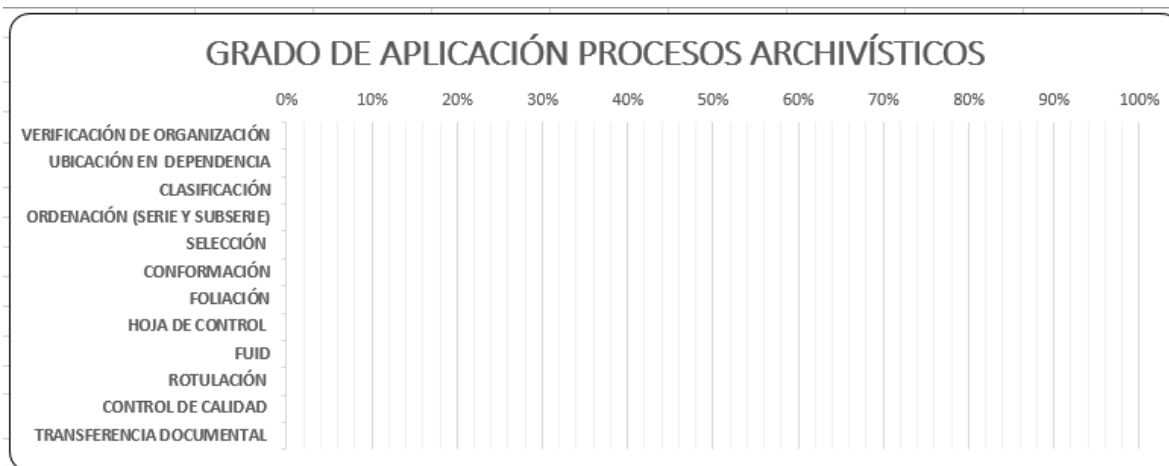 GRADO DE APLICACIÓN PROCESOS ARCHIVÍSTICOS
0% 10% 20% 30% 40% 50% 60% 70% 80% 90% 100%
VERIFICACIÓN DE ORGANIZACIÓN
UBICACIÓN EN DEPENDENCIA
CLASIFICACIÓN
ORDENACIÓN (SERIE Y SUBSERIE)
SELECCIÓN
CONFORMACIÓN
FOLIACIÓN
HOJA DE CONTROL
FUID
ROTULACIÓN
CONTROL DE CALIDAD
TRANSFERENCIA DOCUMENTAL